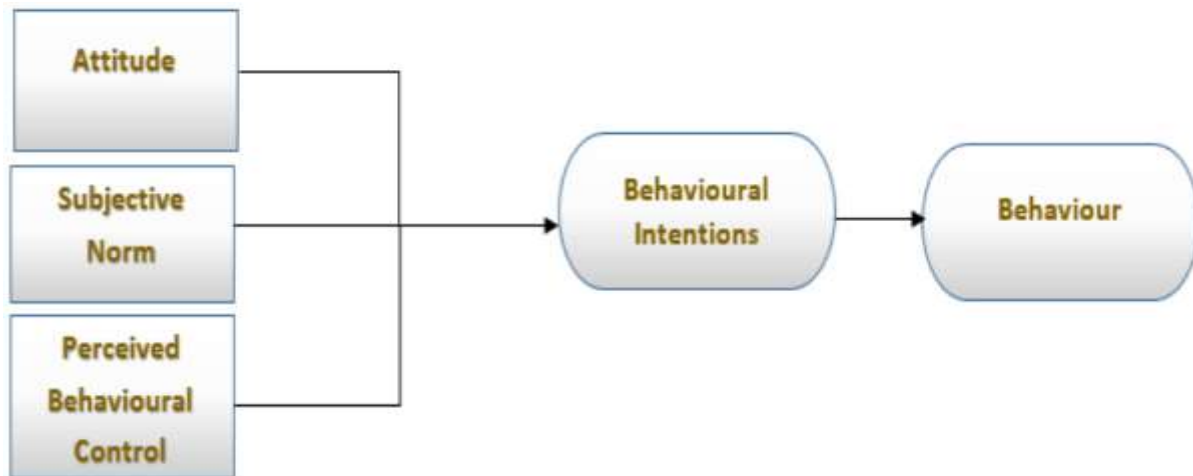 Attitude
Subjective
Norm
Perceived
Behavioural
Control
Behavioural
Intentions
Behaviour